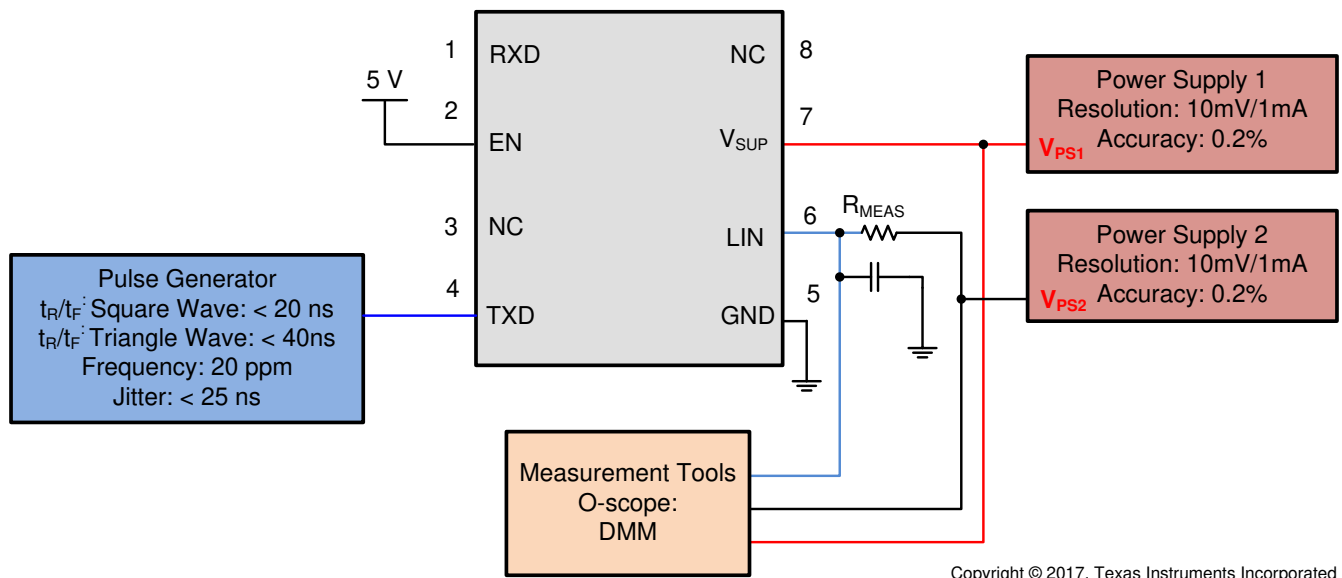 1
RXD
NC
8
5 V
2
EN
7
VSUP
3
NC
6
LIN
RMEAS
4
TXD
5
GND
Power Supply 1
Resolution: 10mV/1mA
Accuracy: 0.2%
VPS1
Power Supply 2
Resolution: 10mV/1mA
Accuracy: 0.2%
VPS2
Pulse Generator
tR/tF: Square Wave: < 20 ns
tR/tF: Triangle Wave: < 40ns
Frequency: 20 ppm
Jitter: < 25 ns
Measurement Tools
O-scope:
DMM
Copyright © 2017, Texas Instruments Incorporated